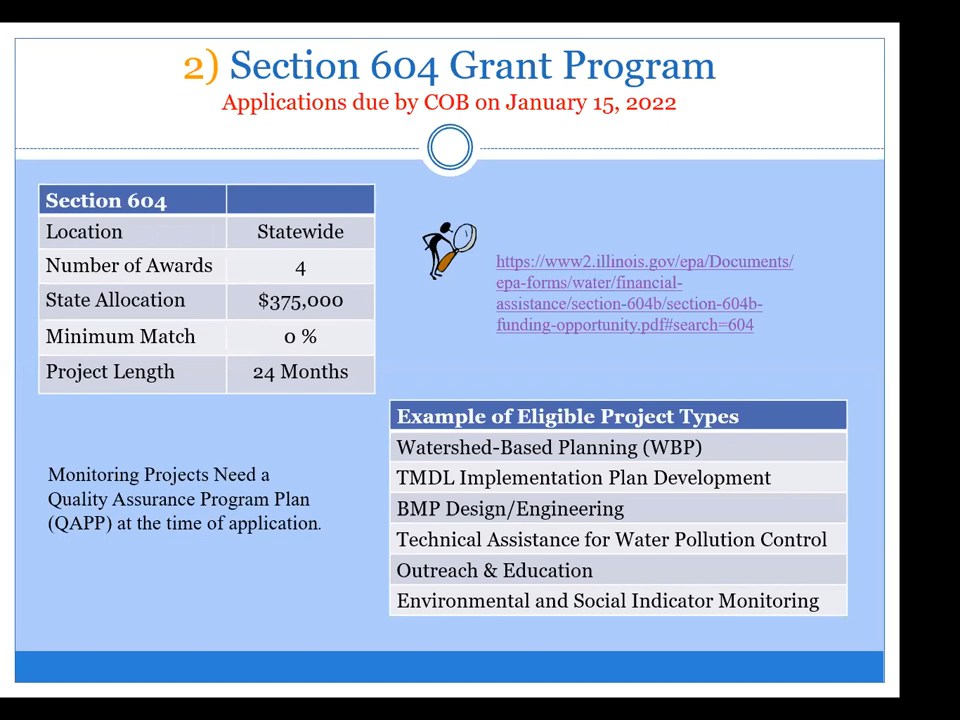 2) Section 604 Grant Program
Applications due by COB on January 15, 2022
Section 604
Location Statewide
Number of Awards 4
State Allocation $375,000
Minimum Match 0 %
Project Length 24 Months
https://www2.illinois.gov/epa/Documents/
epa-forms/water/financial-
assistance/section-604b/section-604b-
funding-opportunity.pdf#search=604
Monitoring Projects Need a
Quality Assurance Program Plan
(QAPP) at the time of application.
Example of Eligible Project Types
Watershed-Based Planning (WBP)
TMDL Implementation Plan Development
BMP Design/Engineering
Technical Assistance for Water Pollution Control
Outreach & Education
Environmental and Social Indicator Monitoring